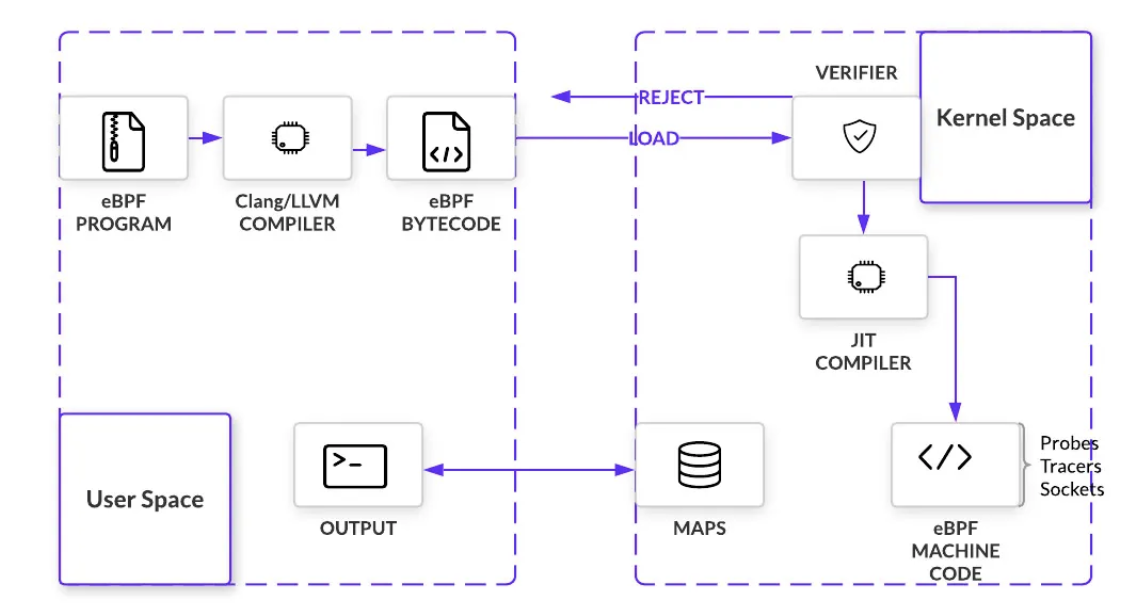 VERIFIER
Kernel Space
REJECT
LOAD
eBPF
PROGRAM
Clang/LLVM
COMPILER
eBPF
BYTECODE
JIT
COMPILER
User Space
OUTPUT
MAPS
Probes
Tracers
Sockets
eBPF
MACHINE
CODE